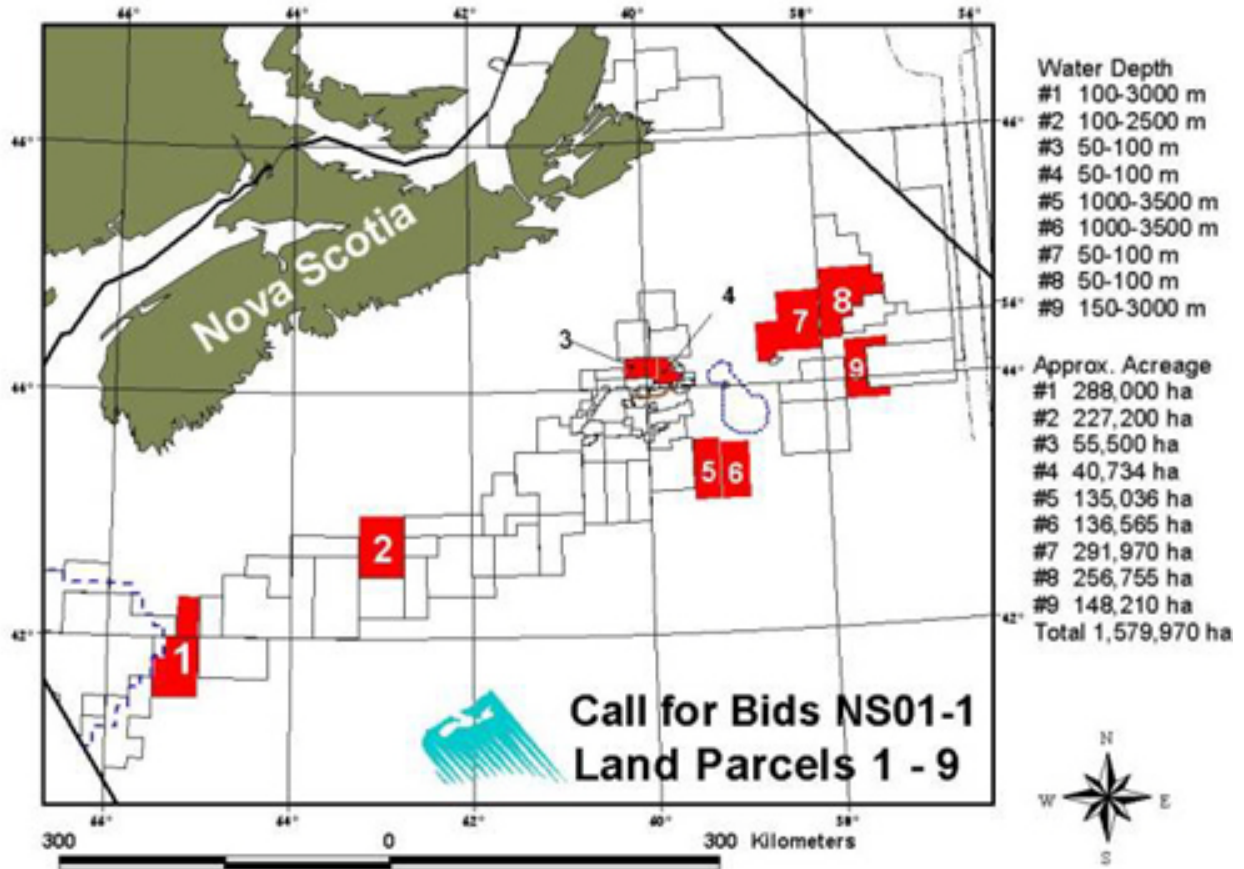 Water Depth
#1 100-3000 m
#2 100-2500 m
#3 50-100 m
#4 50-100 m
#5 1000-3500 m
#6 1000-3500 m
#7 50-100 m
#8 50-100 m
#9 150-3000 m
Approx. Acreage
#1 288,000 ha
#2 227,200 ha
#3 55,500 ha
#4 40,734 ha
#5 135,036 ha
#6 136,565 ha
#7 291,970 ha
#8 256,755 ha
#9 148,210 ha
Total 1,579,970 ha
Nova Scotia
4
8
7
3
9
5 6
2
1
44°
42°
Call for Bids NS01-1
Land Parcels 1 - 9
N
W E
S
300 0 300 Kilometers